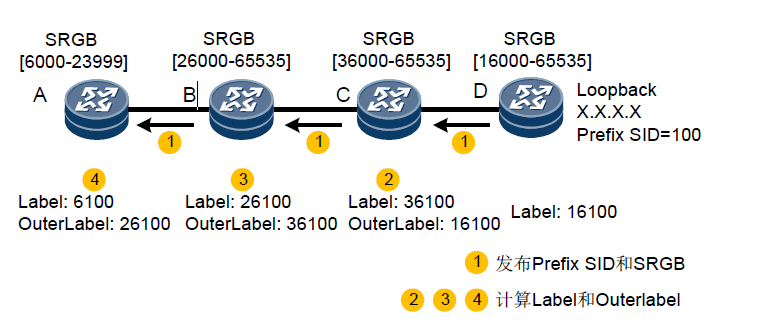 SRGB
[6000-23999]
SRGB
[26000-65535]
SRGB
[36000-65535]
SRGB
[16000-65535]
A
B
C
D
Loopback
X.X.X.X
Prefix SID=100
1
1
1
4
3
2
Label: 6100
OuterLabel: 26100
Label: 26100
OuterLabel: 36100
Label: 36100
OuterLabel: 16100
Label: 16100
1 发布Prefix SID和SRGB
2 3 4 计算Label和Outerlabel